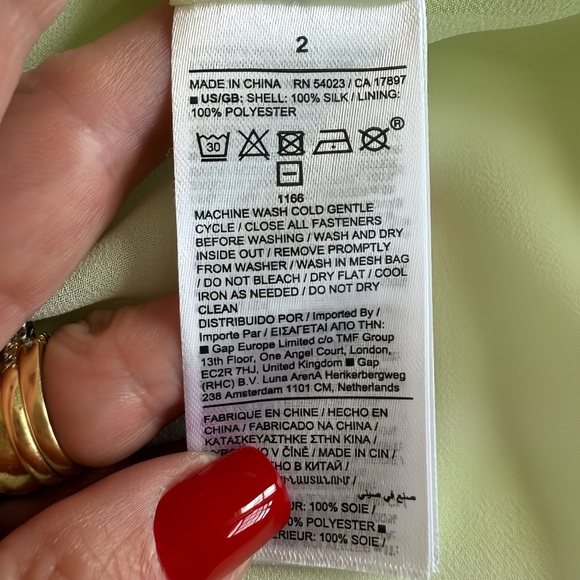 2
MADE IN CHINA RN 54023 / CA 17897
■ US/GB: SHELL: 100% SILK / LINING:
100% POLYESTER
30
®
1166
MACHINE WASH COLD GENTLE
CYCLE / CLOSE ALL FASTENERS
BEFORE WASHING / WASH AND DRY
INSIDE OUT / REMOVE PROMPTLY
FROM WASHER / WASH IN MESH BAG
/ DO NOT BLEACH / DRY FLAT / COOL
IRON AS NEEDED / DO NOT DRY
CLEAN
DISTRIBUIDO POR / Imported By /
Importe Par / ΕΙΣΑΓΕΤΑΙ ΑΠΟ ΤΗΝ:
■ Gap Europe Limited c/o TMF Group
13th Floor, One Angel Court, London,
EC2R 7HJ, United Kingdom ■ Gap
(RHC) B.V. Luna ArenA Herikerbergweg
238 Amsterdam 1101 CM, Netherlands
FABRIQUE EN CHINE / HECHO EN
CHINA / FABRICADO NA CHINA /
ΚΑΤΑΣΚΕΥΑΣΤΗΚΕ ΣΤΗΝ ΚΙΝΑ /
V ČÍNĚ / MADE IN CIN /
В КИТАЙ /
صنع في صيني
100% SOIE /
POLYESTER ■
100% SOIE /